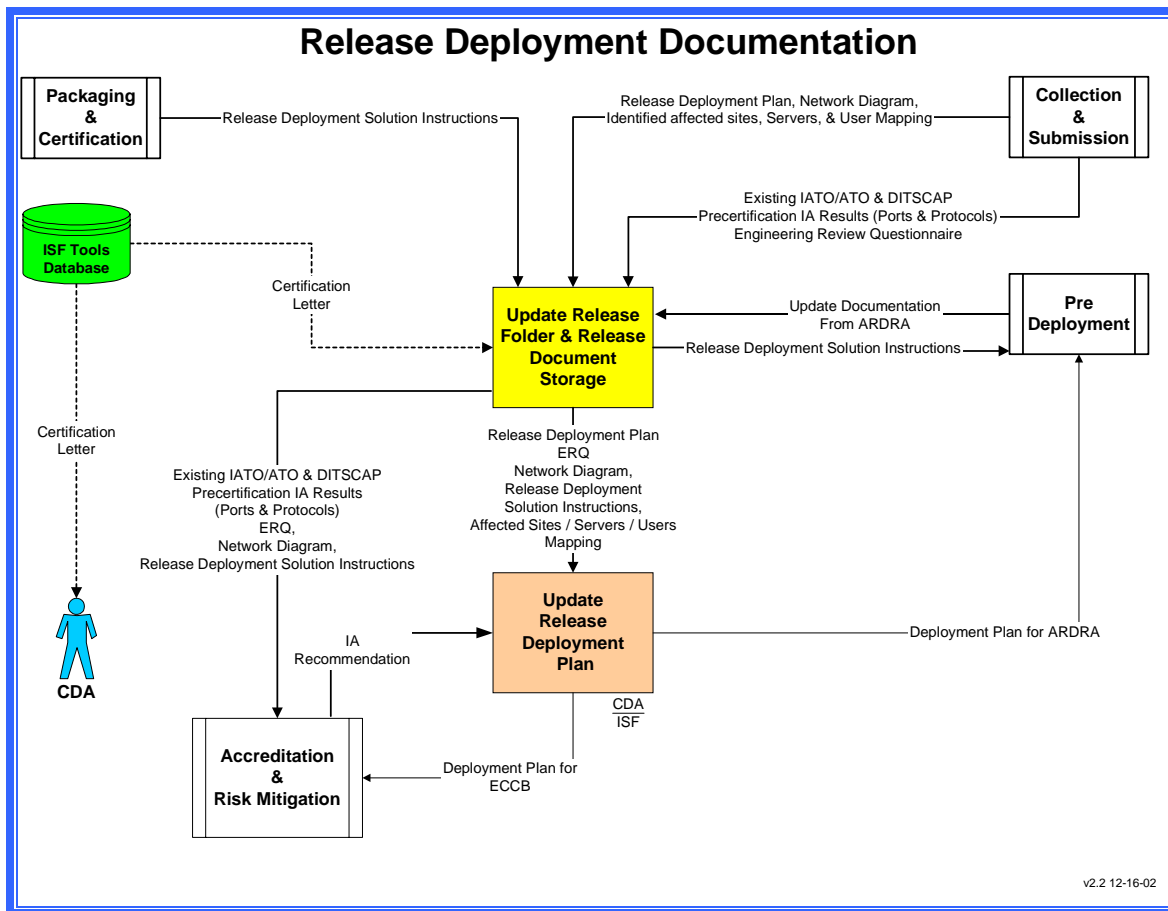 Release Deployment Documentation
Packaging
&
Certification
Release Deployment Solution Instructions
Release Deployment Plan, Network Diagram,
Identified affected sites, Servers, & User Mapping
Collection
&
Submission
Existing IATO/ATO & DITSCAP
Precertification IA Results (Ports & Protocols)
Engineering Review Questionnaire
ISF Tools
Database
Certification
Letter
Update Release
Folder & Release
Document
Storage
Update Documentation
From ARDRA
Release Deployment Solution Instructions
Pre
Deployment
Certification
Letter
Existing IATO/ATO & DITSCAP
Precertification IA Results
(Ports & Protocols)
ERQ,
Network Diagram,
Release Deployment Solution Instructions
Release Deployment Plan
ERQ
Network Diagram,
Release Deployment
Solution Instructions,
Affected Sites / Servers / Users
Mapping
CDA
IA
Recommendation
Update
Release
Deployment
Plan
Deployment Plan for ARDRA
CDA
ISF
Accreditation
&
Risk Mitigation
Deployment Plan for
ECCB
v2.2 12-16-02